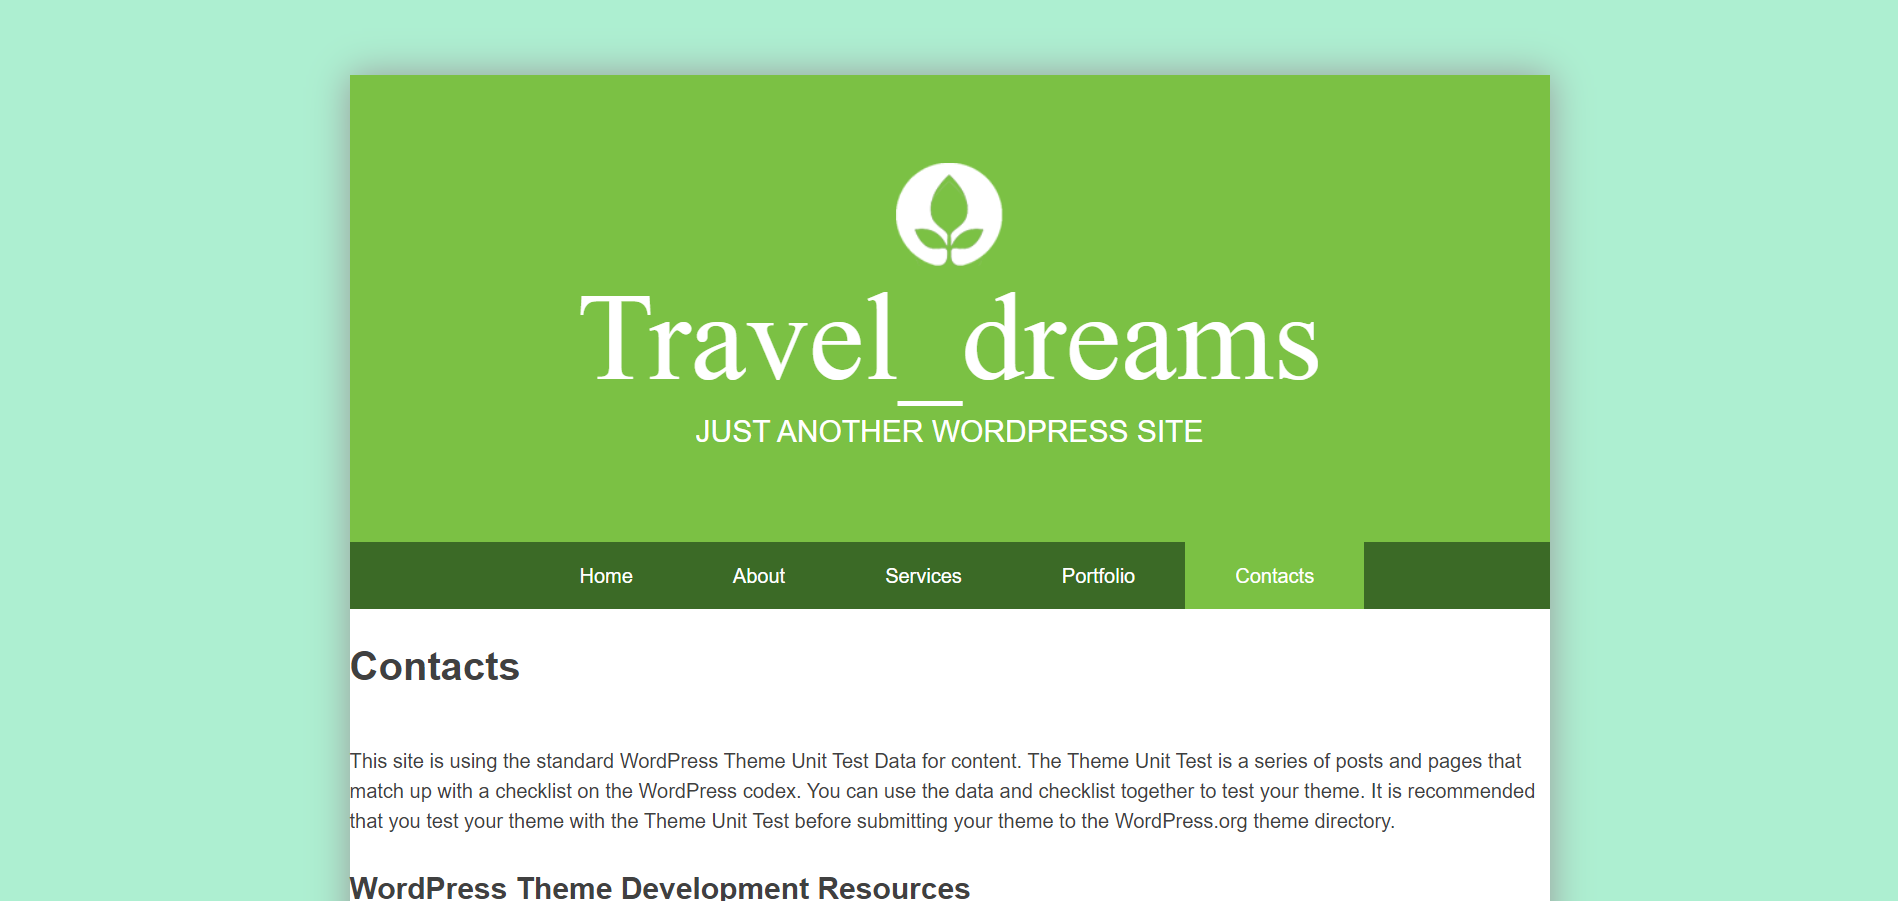 Travel_dreams
JUST ANOTHER WORDPRESS SITE
Home About Services Portfolio Contacts
Contacts
This site is using the standard WordPress Theme Unit Test Data for content. The Theme Unit Test is a series of posts and pages that
match up with a checklist on the WordPress codex. You can use the data and checklist together to test your theme. It is recommended
that you test your theme with the Theme Unit Test before submitting your theme to the WordPress.org theme directory.
WordPress Theme Development Resources